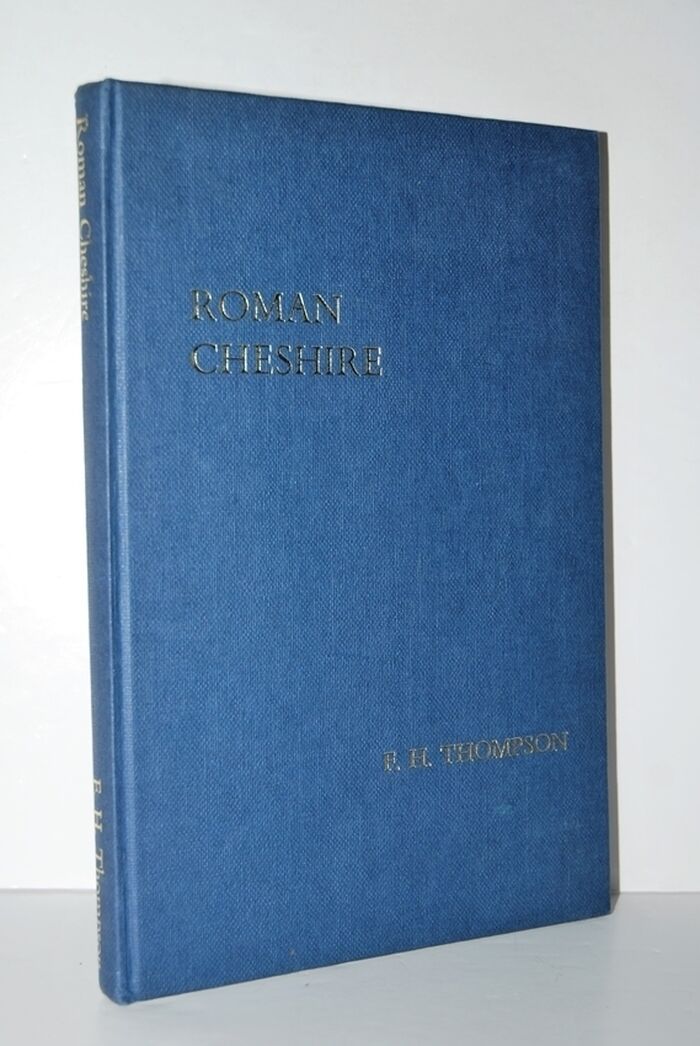 Roman Cheshire
F. H. Thompson
ROMAN
CHESHIRE
F. H. THOMPSON